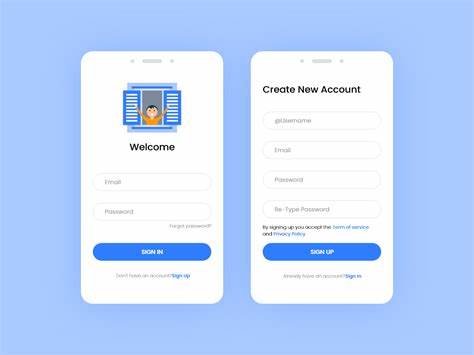 Welcome
Email
Password
Forgot password?
SIGN IN
Don't have an account?Sign Up
Create New Account
@Username
Email
Password
Re-Type Password
By signing up you accept the Term of service
and Privacy Policy
SIGN UP
Already have an account?Sign in